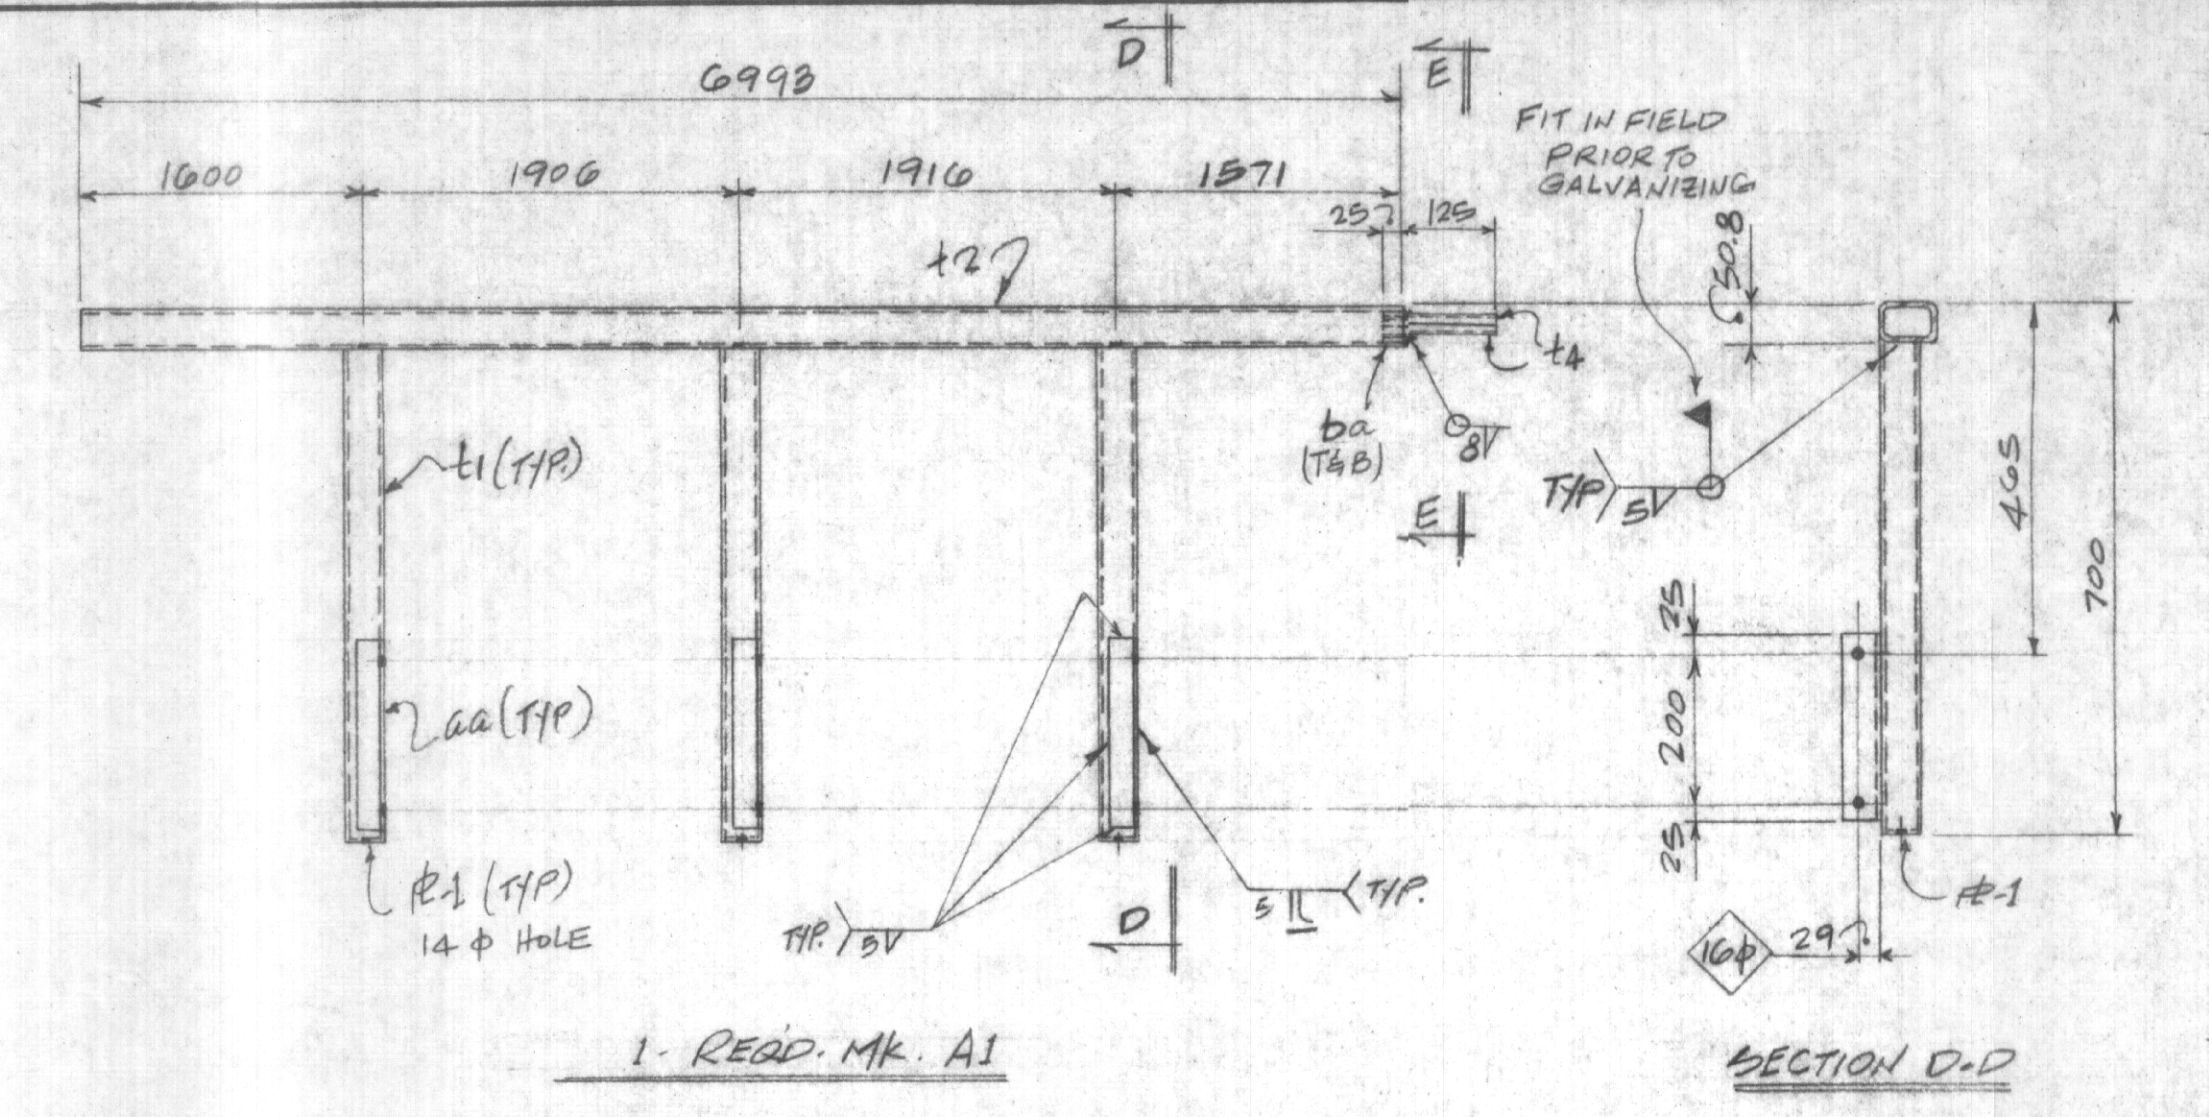 D
E
6993
FIT IN FIELD
PRIOR TO
GALVANIZING
1600
1906
1916
1571
25
125
t2
50.8
t4
ba
(T&B)
8
t1 (TYP.)
TYP
5
E
465
700
25
aa (TYP)
200
25
PL-1 (TYP)
14 φ HOLE
TYP.
5
D
5
TYP.
PL-1
16φ
29
1- REQD. MK. A1
SECTION D-D